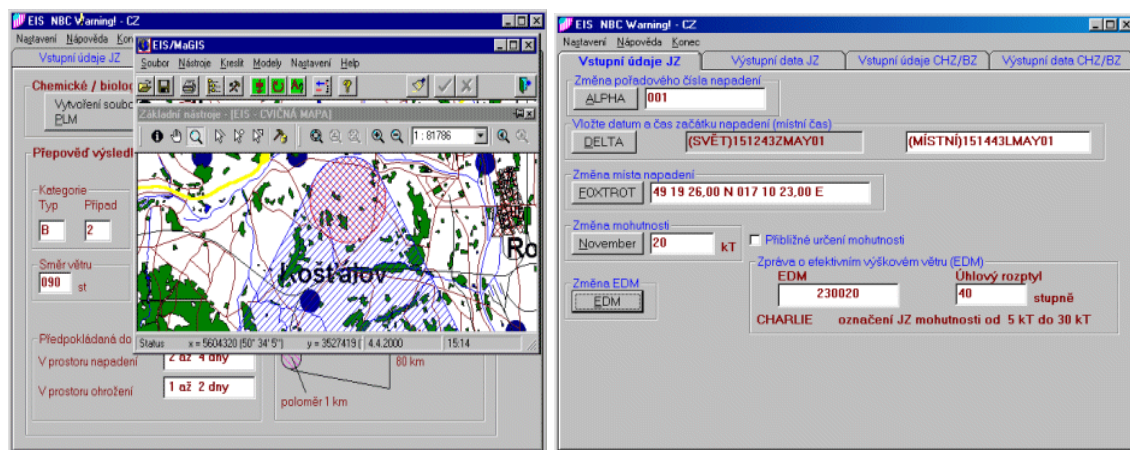 EIS NBC Warning! - CZ
Nastavení Nápověda Kon
Vstupní údaje JZ
Chemické / biolog
Vytvoření soubo
PLM
Přepověď výsledl
Kategorie
Typ Případ
B 2
Směr větru
090 st
Předpokládaná do
V prostoru napadení 2 až 4 dny
V prostoru ohrožení 1 až 2 dny
80 km
poloměr 1 km
EIS/MaGIS
Soubor Nástroje Kreslit Modely Nastavení Help
Základní nástroje - [EIS - CVIČNÁ MAPA]
1 : 81786
Košťálov
Ro
Status x = 5604320 (50° 34' 5") y = 3527419 ( 4.4.2000 15:14
EIS NBC Warning! - CZ
Nastavení Nápověda Konec
Vstupní údaje JZ Výstupní data JZ Vstupní údaje CHZ/BZ Výstupní data CHZ/BZ
Změna pořadového čísla napadení
ALPHA 001
Vložte datum a čas začátku napadení (místní čas)
DELTA (SVĚT)151243ZMAY01 (MÍSTNÍ)151443LMAY01
Změna místa napadení
FOXTROT 49 19 26,00 N 017 10 23,00 E
Změna mohutnosti
November 20 kT Přibližné určení mohutnosti
Změna EDM
EDM
Zpráva o efektivním výškovém větru (EDM)
EDM Úhlový rozptyl
230020 40 stupně
CHARLIE označení JZ mohutnosti od 5 kT do 30 kT